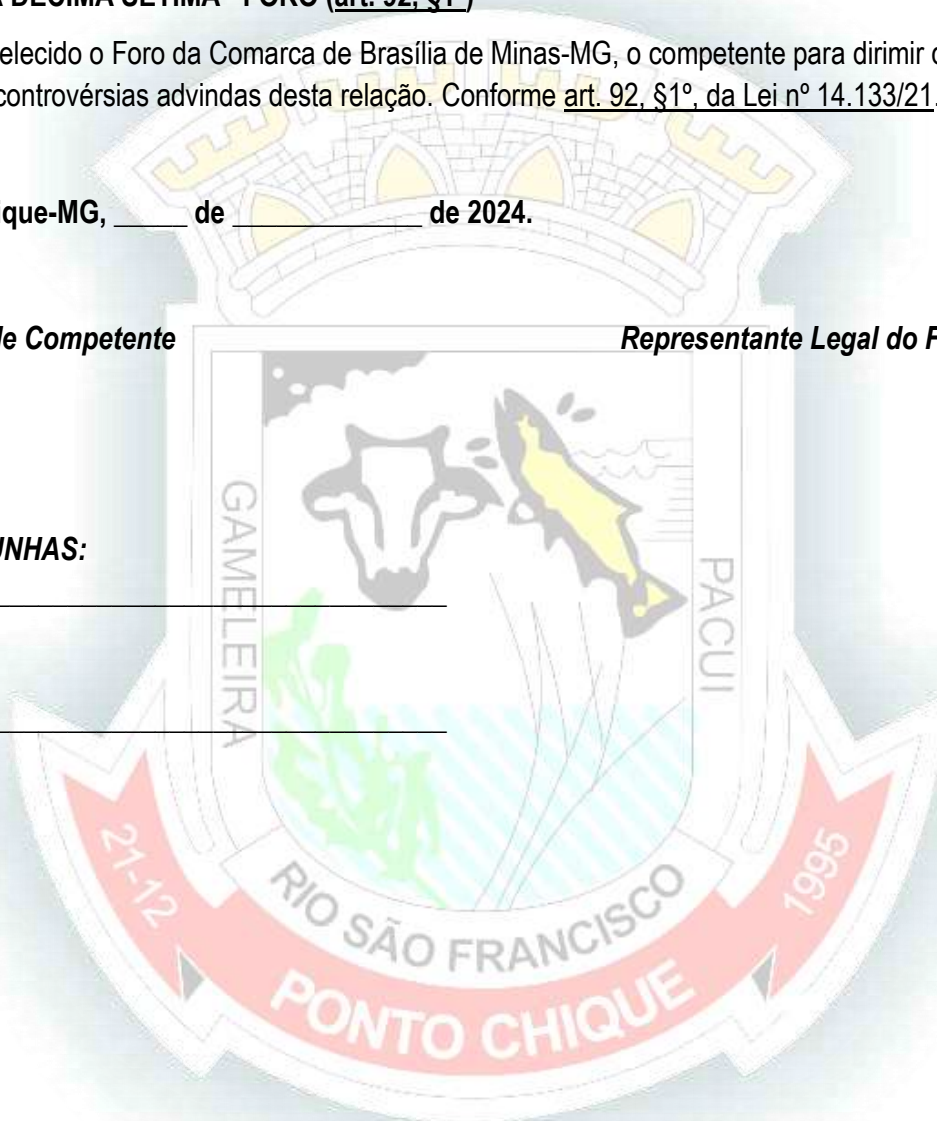 A DÉCIMA SÉTIMA - FORO (art. 92, §1º)
elecido o Foro da Comarca de Brasília de Minas-MG, o competente para dirimir
controvérsias advindas desta relação. Conforme art. 92, §1º, da Lei nº 14.133/21.
ique-MG, _____ de _____________ de 2024.
de Competente Representante Legal do F
UNHAS:
GAMELEIRA
PACUI
21-12
RIO SÃO FRANCISCO
1995
PONTO CHIQUE